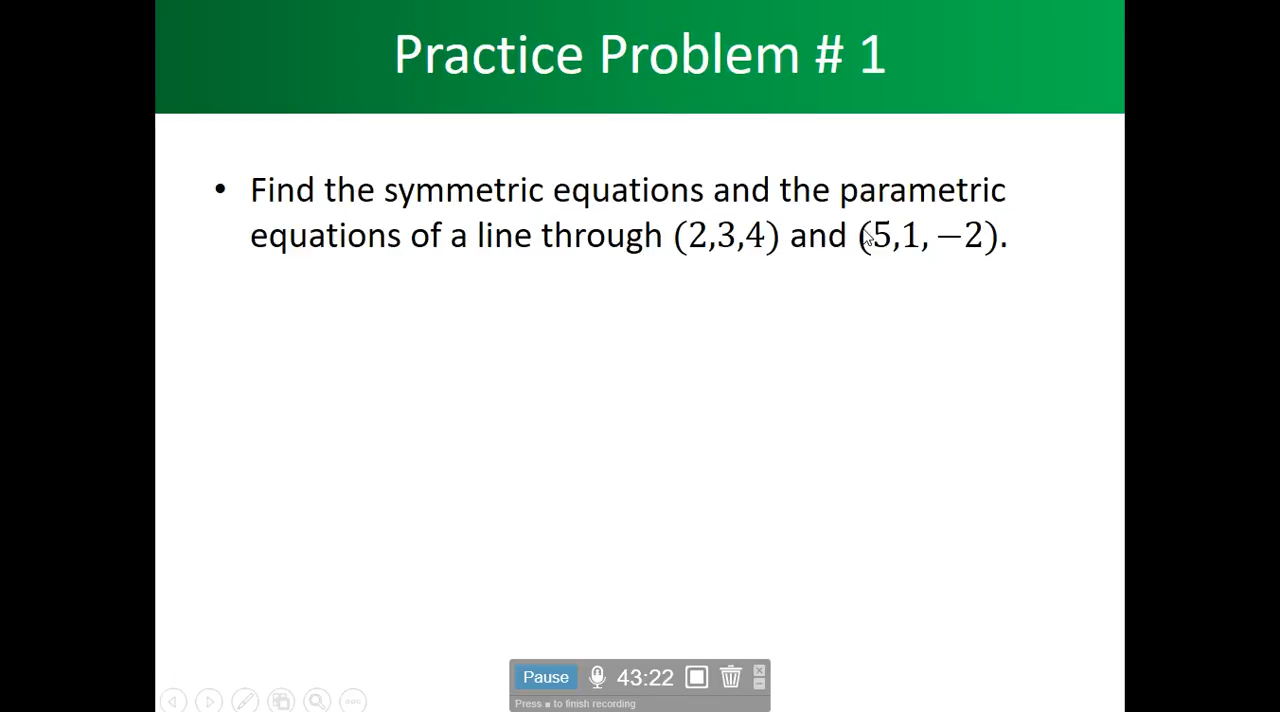 Practice Problem # 1
• Find the symmetric equations and the parametric
equations of a line through (2,3,4) and (5,1, −2).
Pause 43:22
Press ■ to finish recording